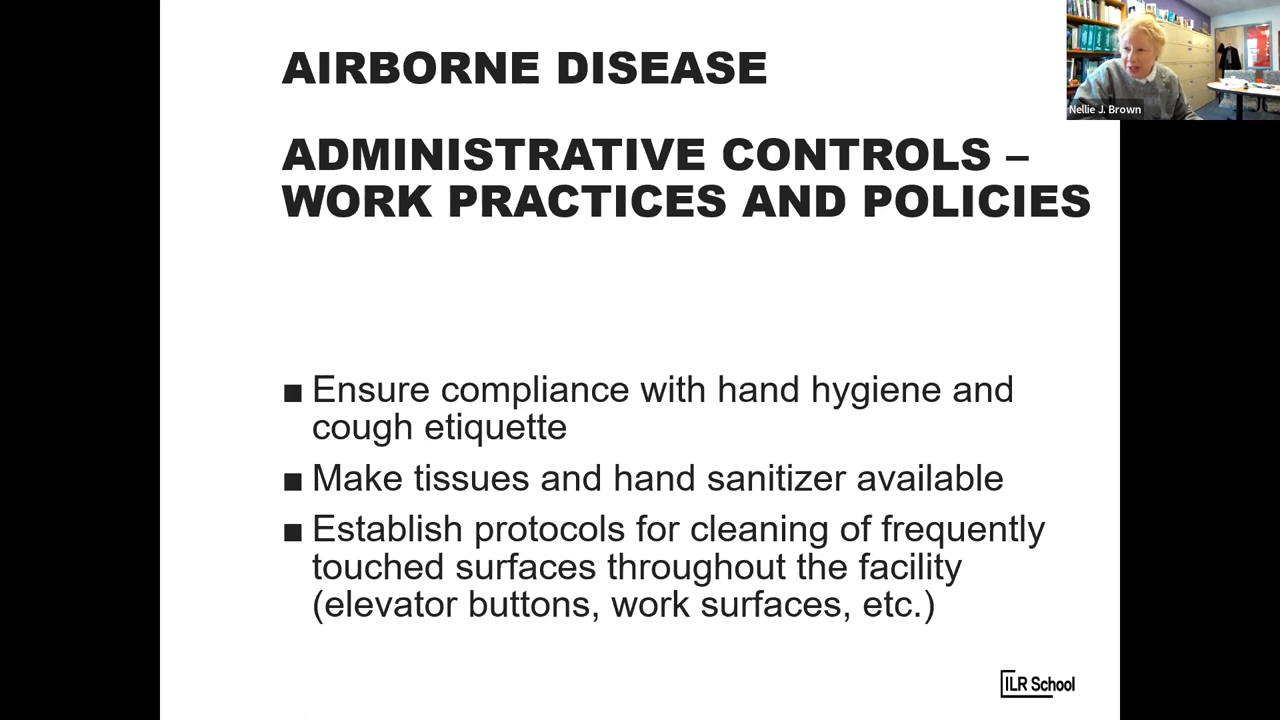 AIRBORNE DISEASE
Nellie J. Brown
ADMINISTRATIVE CONTROLS –
WORK PRACTICES AND POLICIES
■ Ensure compliance with hand hygiene and
cough etiquette
■ Make tissues and hand sanitizer available
■ Establish protocols for cleaning of frequently
touched surfaces throughout the facility
(elevator buttons, work surfaces, etc.)
ILR School